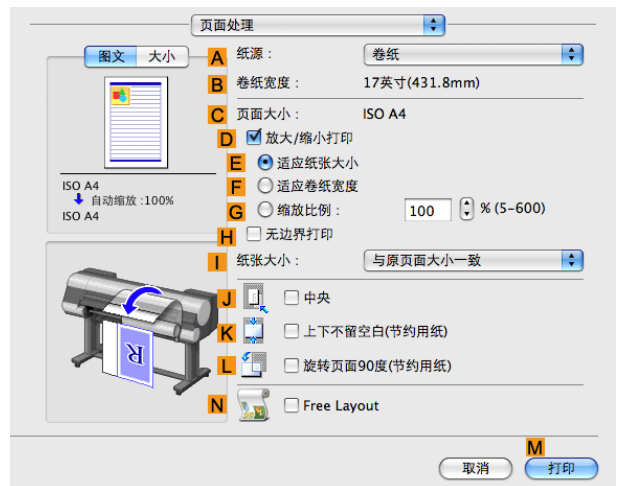 页面处理
图文 大小
A 纸源： 卷纸
B 卷纸宽度： 17英寸(431.8mm)
C 页面大小： ISO A4
D 放大/缩小打印
E 适应纸张大小
F 适应卷纸宽度
G 缩放比例： 100 % (5-600)
H 无边界打印
I 纸张大小： 与原页面大小一致
ISO A4
自动缩放 :100%
ISO A4
J 中央
K 上下不留空白(节约用纸)
L 旋转页面90度(节约用纸)
N Free Layout
R
M
取消 打印